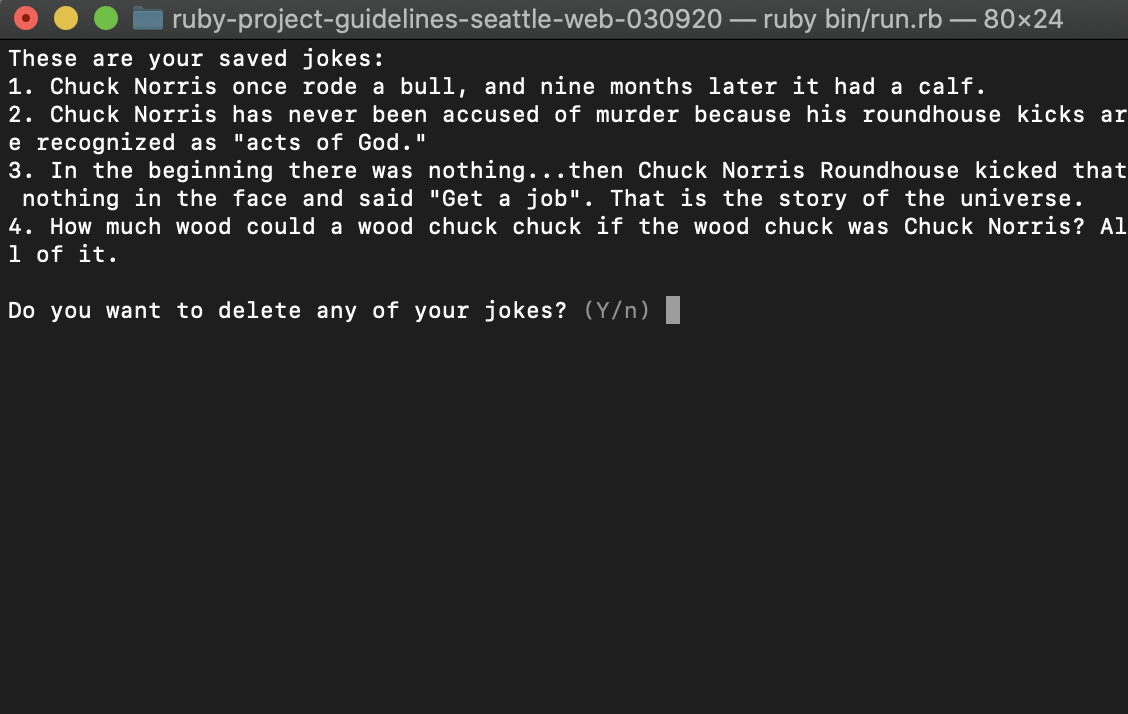 ruby-project-guidelines-seattle-web-030920 — ruby bin/run.rb — 80×24
These are your saved jokes:
1. Chuck Norris once rode a bull, and nine months later it had a calf.
2. Chuck Norris has never been accused of murder because his roundhouse kicks ar
e recognized as "acts of God."
3. In the beginning there was nothing...then Chuck Norris Roundhouse kicked that
 nothing in the face and said "Get a job". That is the story of the universe.
4. How much wood could a wood chuck chuck if the wood chuck was Chuck Norris? Al
l of it.
Do you want to delete any of your jokes? (Y/n)